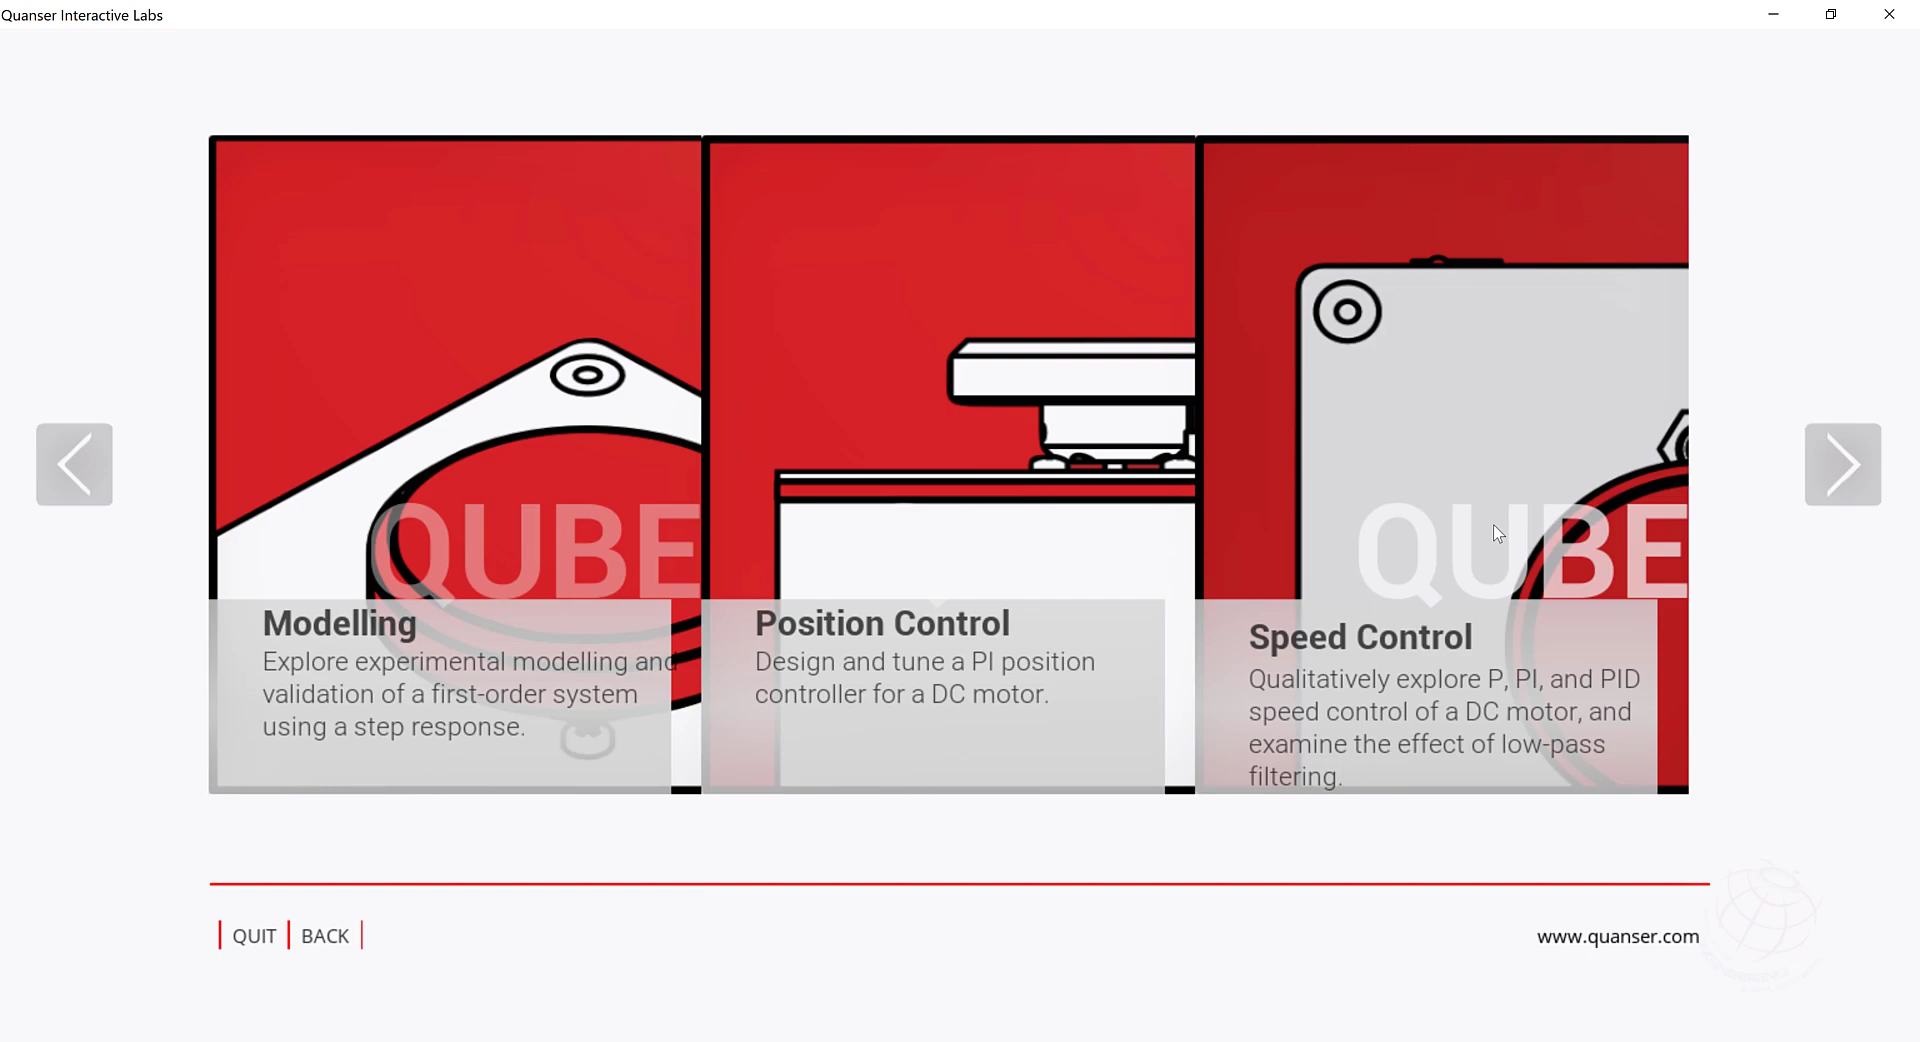 Quanser Interactive Labs
QUBE
Modelling
Explore experimental modelling and
validation of a first-order system
using a step response.
Position Control
Design and tune a PI position
controller for a DC motor.
QUBE
Speed Control
Qualitatively explore P, PI, and PID
speed control of a DC motor, and
examine the effect of low-pass
filtering.
QUIT
BACK
www.quanser.com